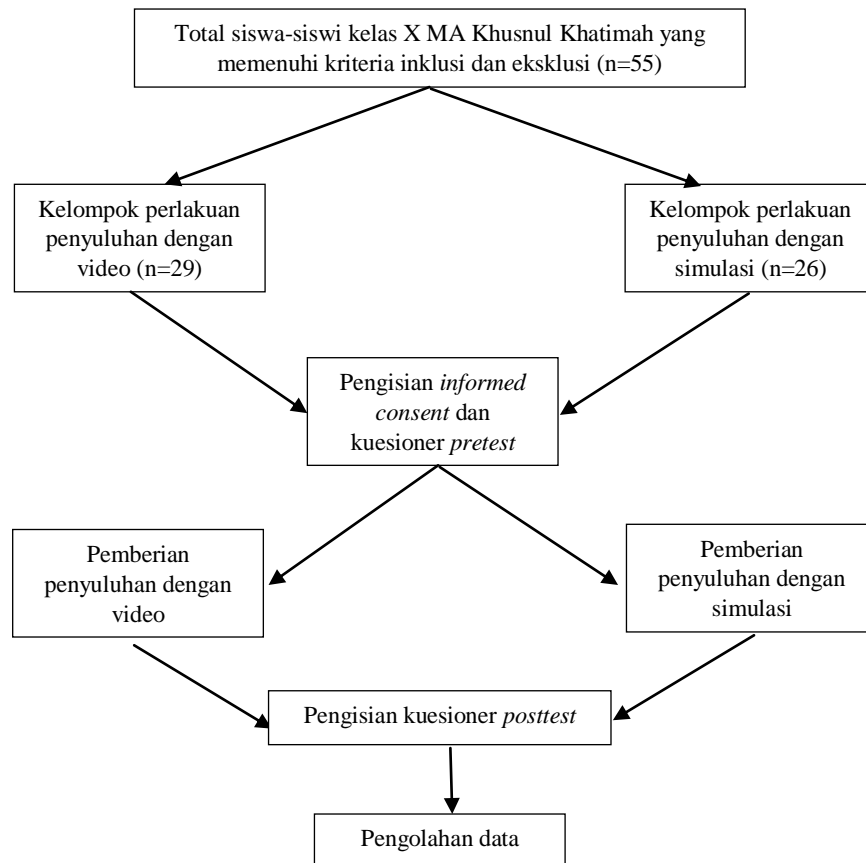 Total siswa-siswi kelas X MA Khusnul Khatimah yang
memenuhi kriteria inklusi dan eksklusi (n=55)
Kelompok perlakuan
penyuluhan dengan
video (n=29)
Kelompok perlakuan
penyuluhan dengan
simulasi (n=26)
Pengisian informed
consent dan
kuesioner pretest
Pemberian
penyuluhan dengan
video
Pemberian
penyuluhan dengan
simulasi
Pengisian kuesioner posttest
Pengolahan data